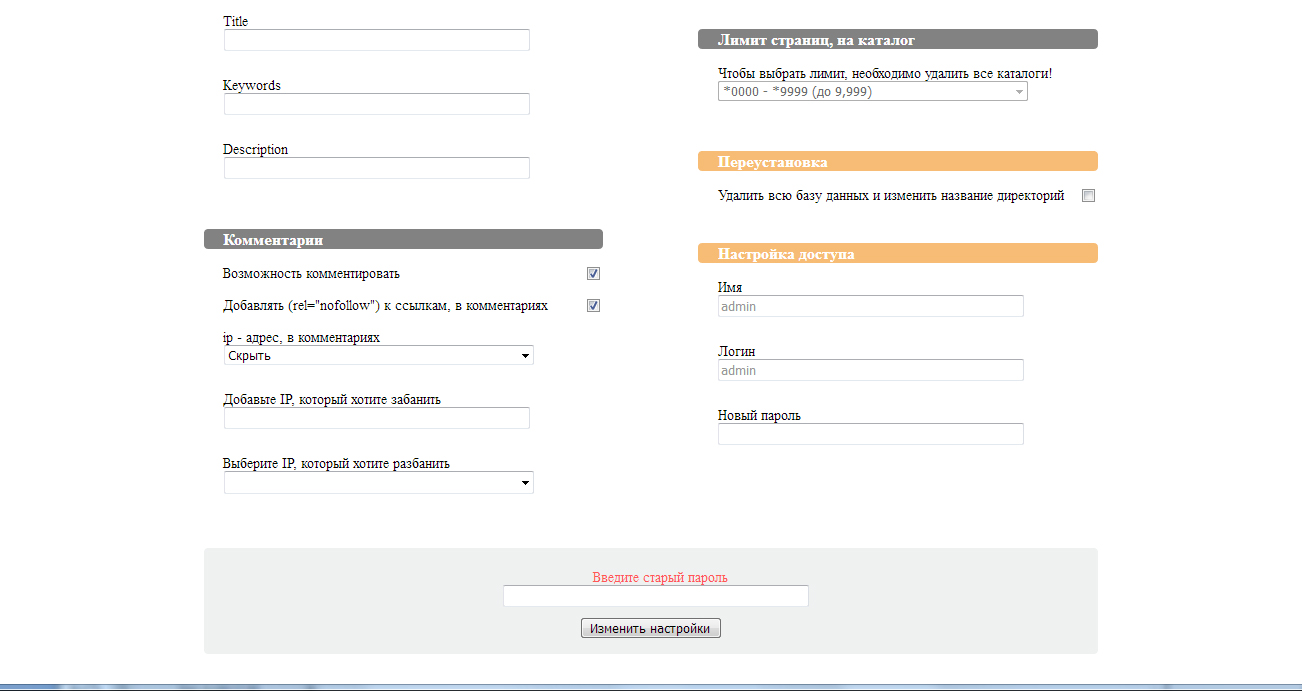 Title
Keywords
Description
Комментарии
Возможность комментировать
Добавлять (rel="nofollow") к ссылкам, в комментариях
ip - адрес, в комментариях
Скрыть
Добавьте IP, который хотите забанить
Выберите IP, который хотите разбанить
Лимит страниц, на каталог
Чтобы выбрать лимит, необходимо удалить все каталоги!
*0000 - *9999 (до 9,999)
Переустановка
Удалить всю базу данных и изменить название директорий
Настройка доступа
Имя
admin
Логин
admin
Новый пароль
Введите старый пароль
Изменить настройки